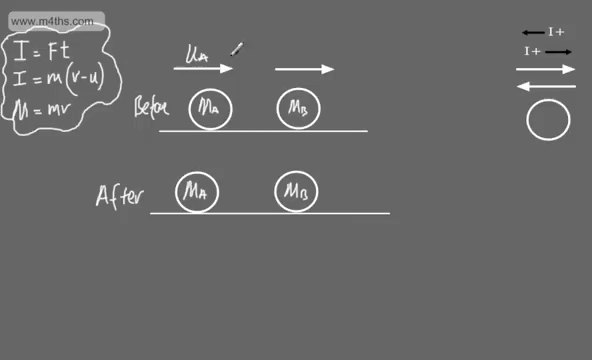 www.m4ths.com
I = Ft
I = m(v-u)
M = mv
UA
Before
MA MB
After
MA MB
I+
I+